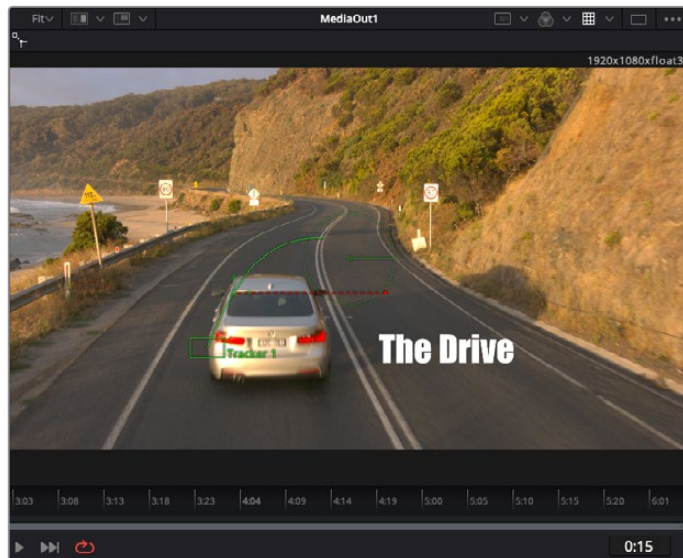 Fit MediaOut1
1920x1080xfloat3
Tracker 1
The Drive
3:03 3:08 3:13 3:18 3:23 4:04 4:09 4:14 4:19 5:00 5:05 5:10 5:15 5:20 6:01
0:15